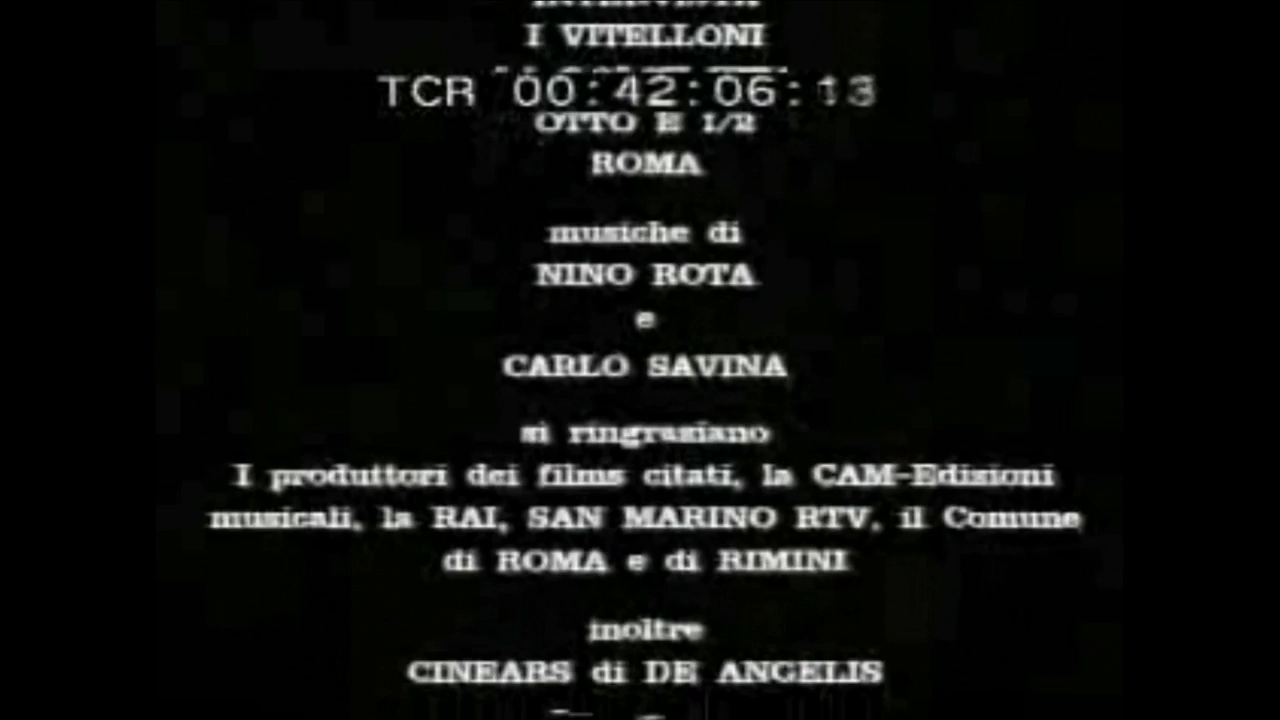 INTERVISTA
I VITELLONI
TCR 00:42:06:13
OTTO E 1/2
ROMA
musiche di
NINO ROTA
e
CARLO SAVINA
si ringraziano
I produttori dei films citati, la CAM-Edizioni
musicali, la RAI, SAN MARINO RTV, il Comune
di ROMA e di RIMINI
inoltre
CINEARS di DE ANGELIS